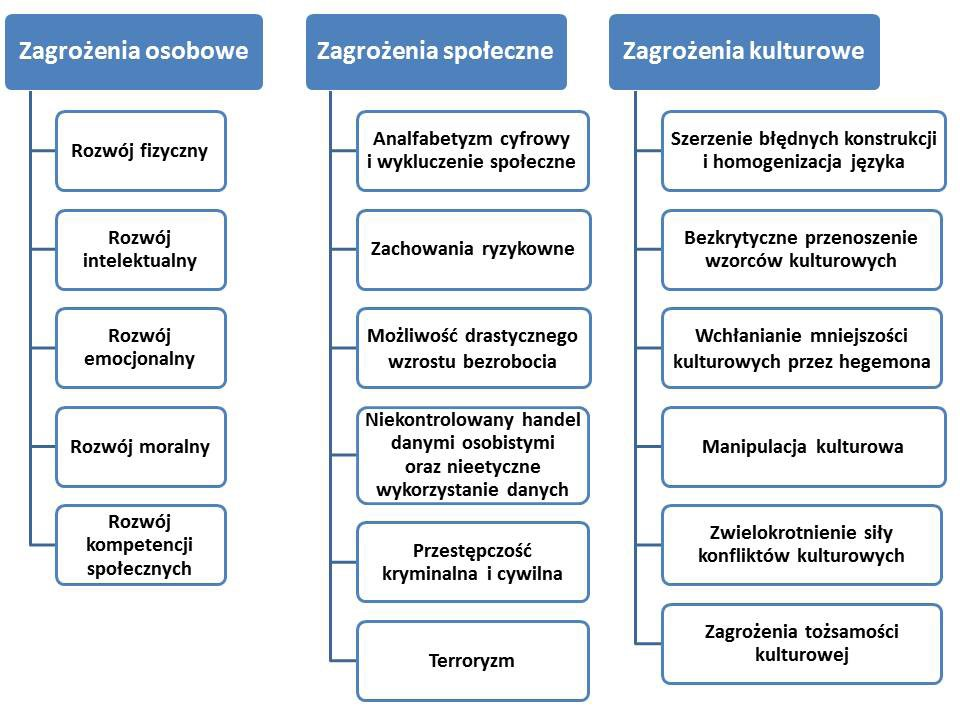 Zagrożenia osobowe
Rozwój fizyczny
Rozwój
intelektualny
Rozwój
emocjonalny
Rozwój moralny
Rozwój
kompetencji
społecznych
Zagrożenia społeczne
Analfabetyzm cyfrowy
i wykluczenie społeczne
Zachowania ryzykowne
Możliwość drastycznego
wzrostu bezrobocia
Niekontrolowany handel
danymi osobistymi
oraz nieetyczne
wykorzystanie danych
Przestępczość
kryminalna i cywilna
Terroryzm
Zagrożenia kulturowe
Szerzenie błędnych konstrukcji
i homogenizacja języka
Bezkrytyczne przenoszenie
wzorców kulturowych
Wchłanianie mniejszości
kulturowych przez hegemona
Manipulacja kulturowa
Zwielokrotnienie siły
konfliktów kulturowych
Zagrożenia tożsamości
kulturowej